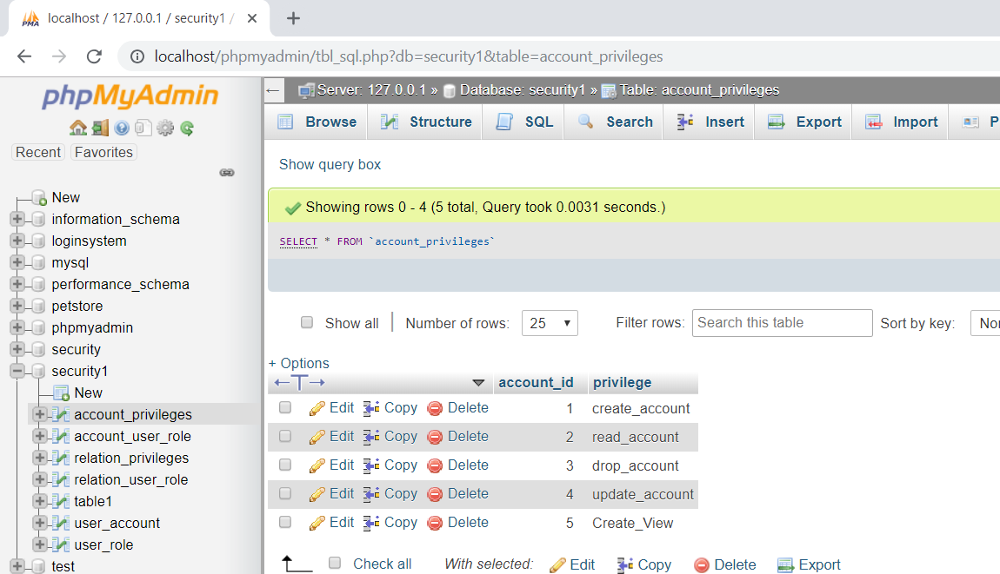 localhost / 127.0.0.1 / security1 /
localhost/phpmyadmin/tbl_sql.php?db=security1&table=account_privileges
phpMyAdmin
Recent Favorites
New
information_schema
loginsystem
mysql
performance_schema
petstore
phpmyadmin
security
security1
New
account_privileges
account_user_role
relation_privileges
relation_user_role
table1
user_account
user_role
test
Server: 127.0.0.1 » Database: security1 » Table: account_privileges
Browse Structure SQL Search Insert Export Import P
Show query box
Showing rows 0 - 4 (5 total, Query took 0.0031 seconds.)
SELECT * FROM `account_privileges`
Show all | Number of rows: 25 Filter rows: Search this table Sort by key: Non
+ Options
←T→ account_id privilege
Edit Copy Delete 1 create_account
Edit Copy Delete 2 read_account
Edit Copy Delete 3 drop_account
Edit Copy Delete 4 update_account
Edit Copy Delete 5 Create_View
Check all With selected: Edit Copy Delete Export